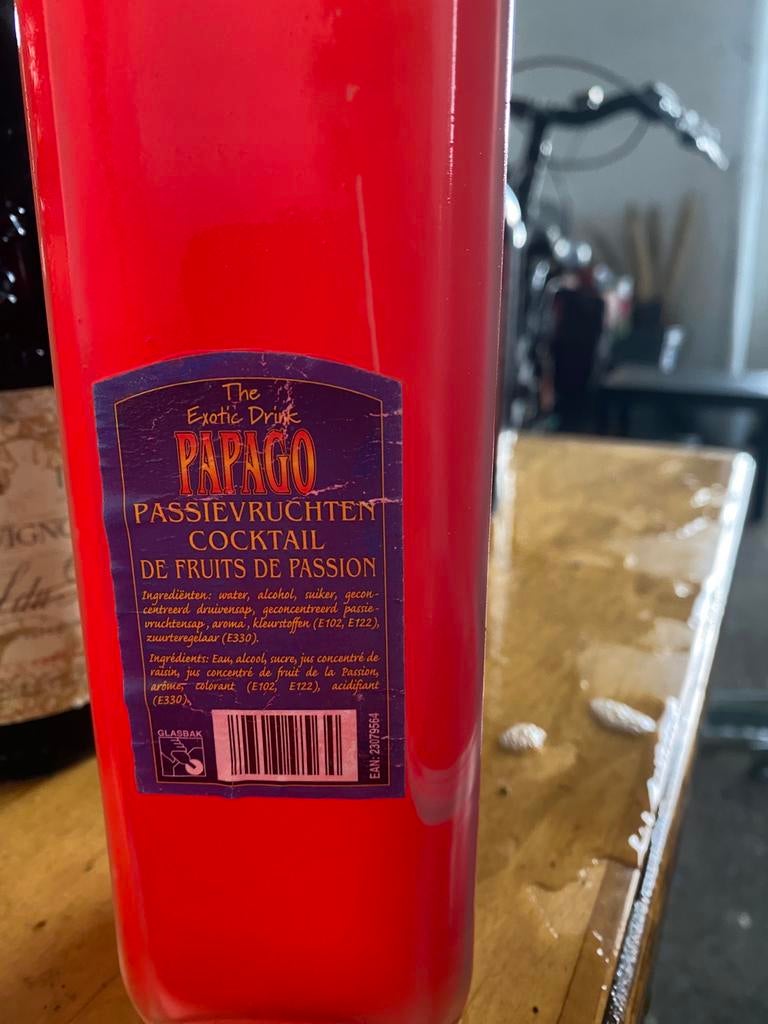 The
Exotic Drink
PAPAGO
PASSIEVRUCHTEN
COCKTAIL
DE FRUITS DE PASSION
Ingrediënten: water, alcohol, suiker, gecon-
centreerd druivensap, geconcentreerd passie-
vruchtensap, aroma, kleurstoffen (E102, E122),
zuurteregelaar (E330).
Ingrédients: Eau, alcool, sucre, jus concentré de
raisin, jus concentré de fruit de la Passion,
arôme, colorant (E102, E122), acidifiant
(E330).
GLASBAK
EAN: 23079564
VIGNO